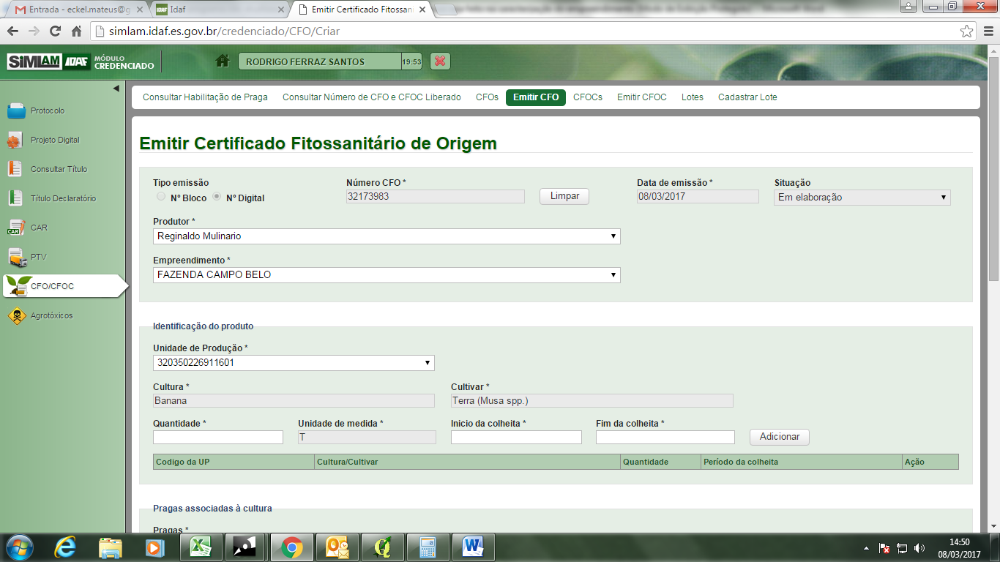 Entrada - eckel.mateus@g
Idaf
Emitir Certificado Fitossani
simlam.idaf.es.gov.br/credenciado/CFO/Criar
SiMLAM IDAF MÓDULO CREDENCIADO
RODRIGO FERRAZ SANTOS 19:53
Consultar Habilitação de Praga Consultar Número de CFO e CFOC Liberado CFOs Emitir CFO CFOCs Emitir CFOC Lotes Cadastrar Lote
Protocolo
Projeto Digital
Consultar Título
Título Declaratório
CAR
PTV
CFO/CFOC
Agrotóxicos
Emitir Certificado Fitossanitário de Origem
Tipo emissão Número CFO * Data de emissão * Situação
Nº Bloco Nº Digital 32173983 Limpar 08/03/2017 Em elaboração
Produtor *
Reginaldo Mulinario
Empreendimento *
FAZENDA CAMPO BELO
Identificação do produto
Unidade de Produção *
320350226911601
Cultura * Cultivar *
Banana Terra (Musa spp.)
Quantidade * Unidade de medida * Inicio da colheita * Fim da colheita *
T Adicionar
Codigo da UP Cultura/Cultivar Quantidade Período da colheita Ação
Pragas associadas à cultura
Pragas *
14:50
08/03/2017